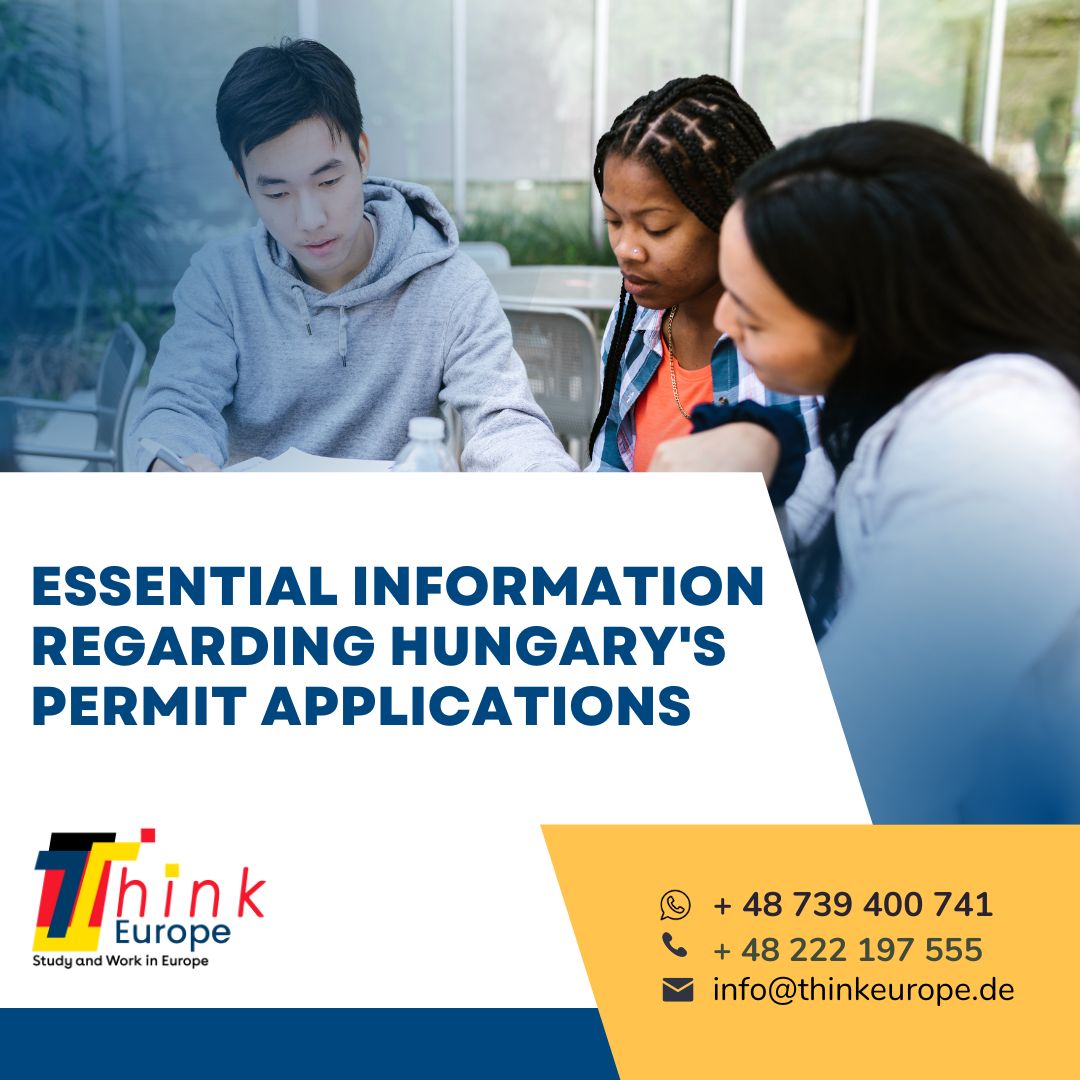 ESSENTIAL INFORMATION
REGARDING HUNGARY'S
PERMIT APPLICATIONS
Think
Europe
Study and Work in Europe
+ 48 739 400 741
+ 48 222 197 555
info@thinkeurope.de